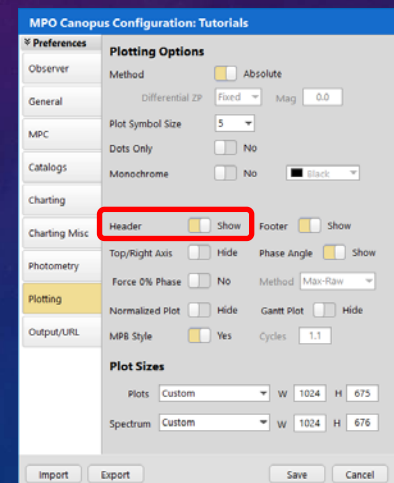 MPO Canopus Configuration: Tutorials
Preferences
Observer
General
MPC
Catalogs
Charting
Charting Misc
Photometry
Plotting
Output/URL
Plotting Options
Method Absolute
Differential ZP Fixed Mag 0.0
Plot Symbol Size 5
Dots Only No
Monochrome No Black
Header Show Footer Show
Top/Right Axis Hide Phase Angle Show
Force 0% Phase No Method Max-Raw
Normalized Plot Hide Gantt Plot Hide
MPB Style Yes Cycles 1.1
Plot Sizes
Plots Custom W 1024 H 675
Spectrum Custom W 1024 H 676
Import Export Save Cancel